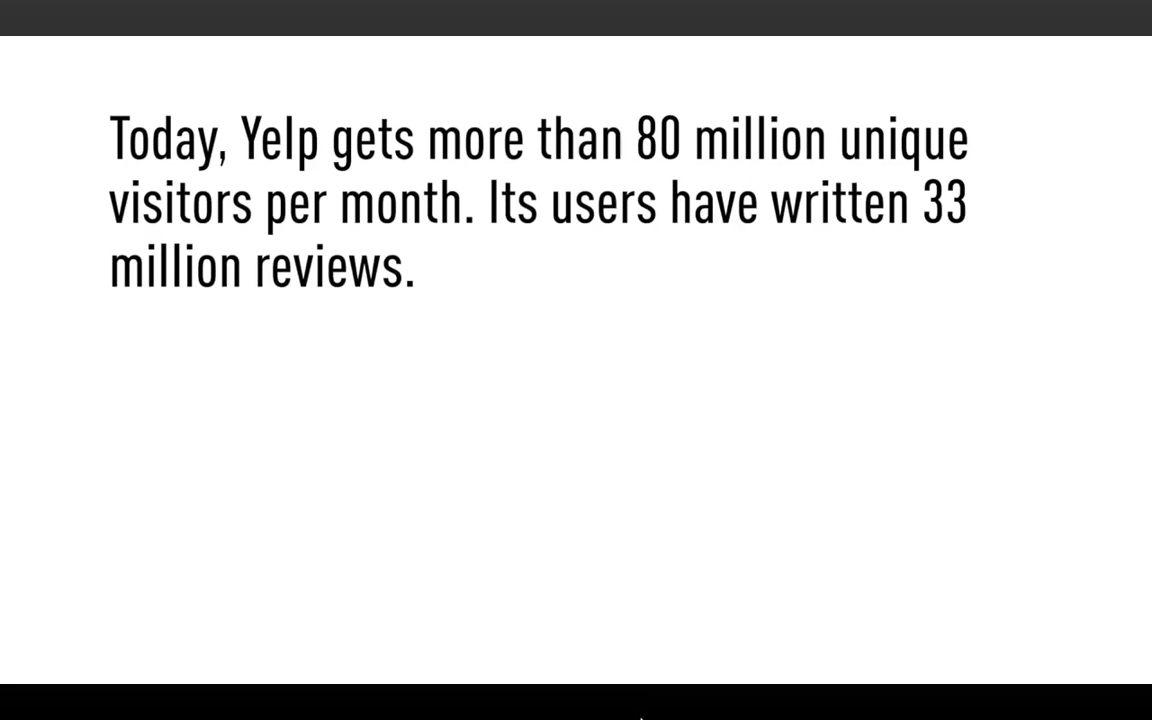 Today, Yelp gets more than 80 million unique
visitors per month. Its users have written 33
million reviews.